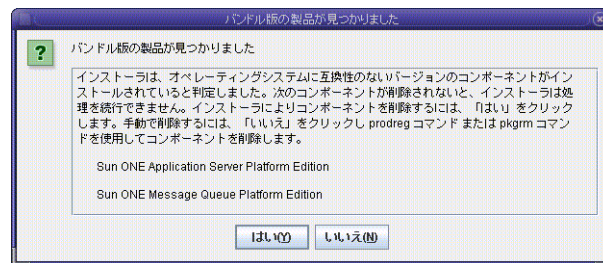 バンドル版の製品が見つかりました
バンドル版の製品が見つかりました
インストーラは、オペレーティングシステムに互換性のないバージョンのコンポーネントがイン
ストールされていると判定しました。次のコンポーネントが削除されないと、インストーラは処
理を続行できません。インストーラによりコンポーネントを削除するには、「はい」をクリック
します。手動で削除するには、「いいえ」をクリックし prodreg コマンド または pkgrm コマン
ドを使用してコンポーネントを削除します。
Sun ONE Application Server Platform Edition
Sun ONE Message Queue Platform Edition
はい(Y) いいえ(N)